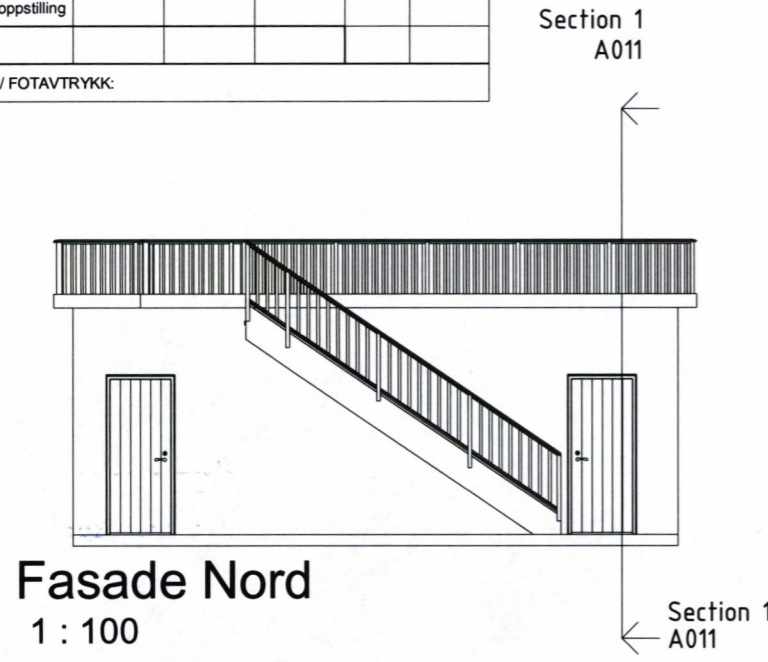 oppstilling
/ FOTAVTRYKK:
Section 1
A011
Fasade Nord
1 : 100
Section 1
A011